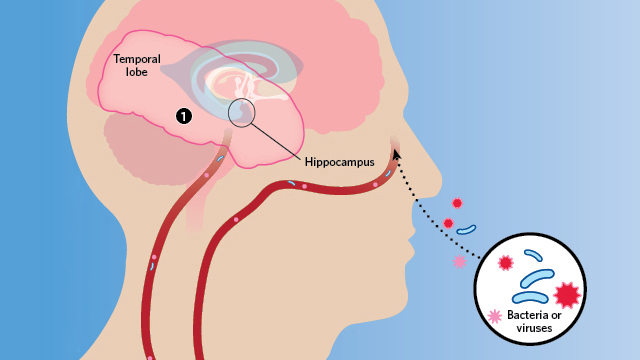 Temporal
lobe
1
Hippocampus
Bacteria or
viruses